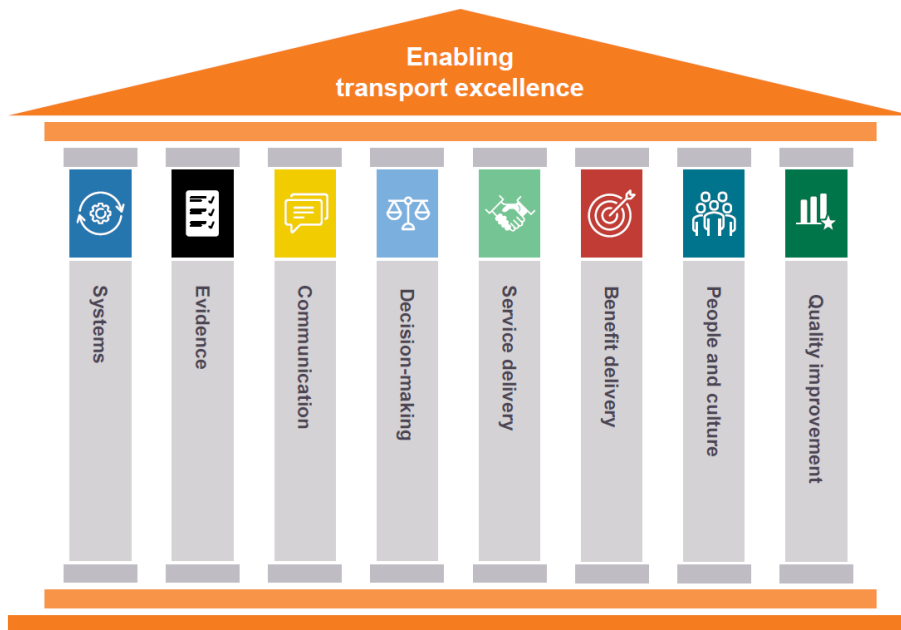 Enabling
transport excellence
Systems
Evidence
Communication
Decision-making
Service delivery
Benefit delivery
People and culture
Quality improvement